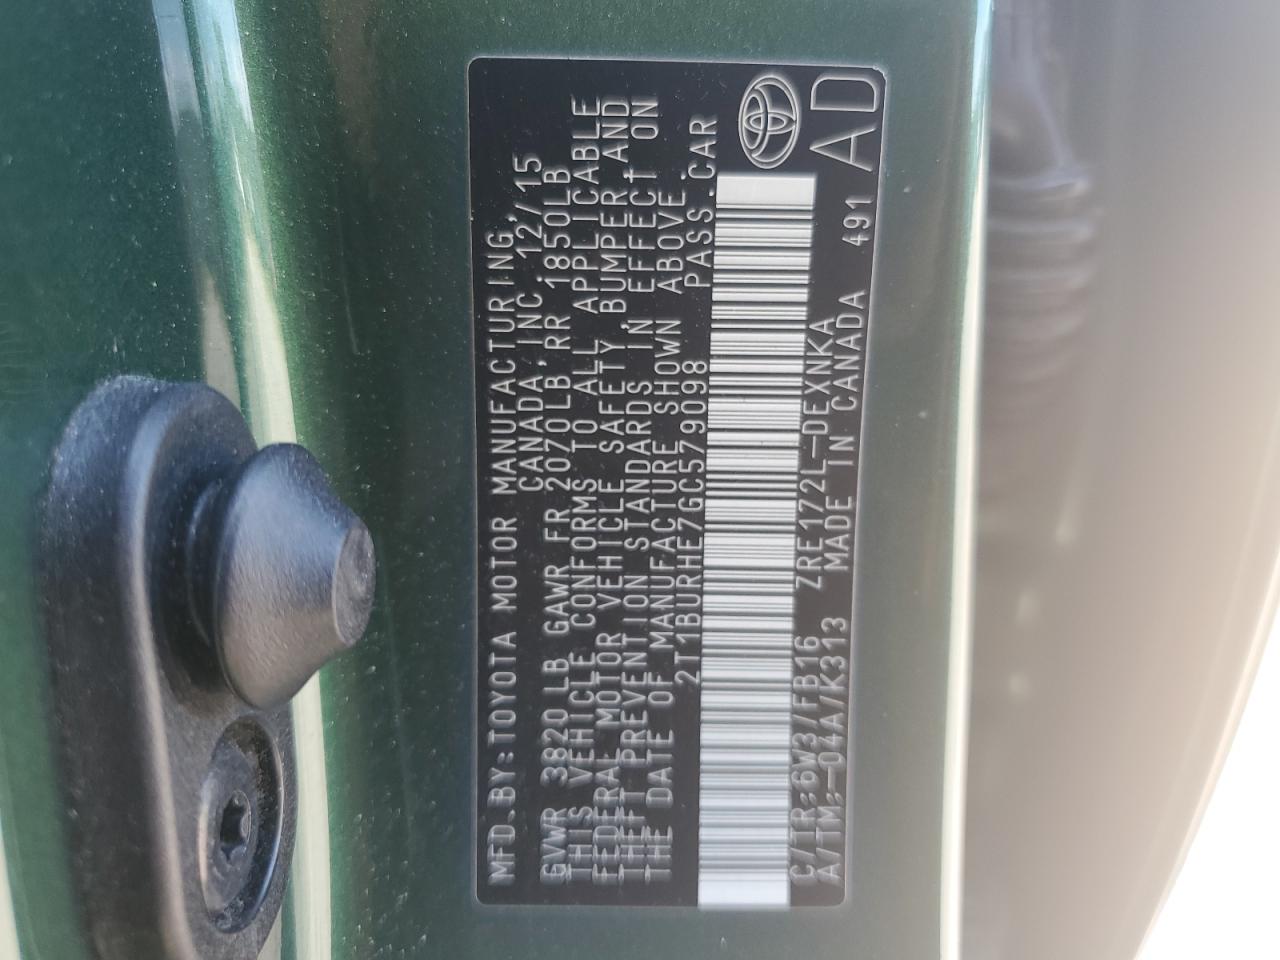 MFD.BY:TOYOTA MOTOR MANUFACTURING,
CANADA,INC. 12/15
GVWR 3820LB GAWR FR 2070LB RR 1850LB
THIS VEHICLE CONFORMS TO ALL APPLICABLE
FEDERAL MOTOR VEHICLE SAFETY, BUMPER, AND
THEFT PREVENTION STANDARDS IN EFFECT ON
THE DATE OF MANUFACTURE SHOWN ABOVE.
2T1BURHE7GC579098 PASS.CAR
C/TR:6W3/FB16 ZRE172L-DEXNKA
A/TM:-04A/K313 MADE IN CANADA 491
AD